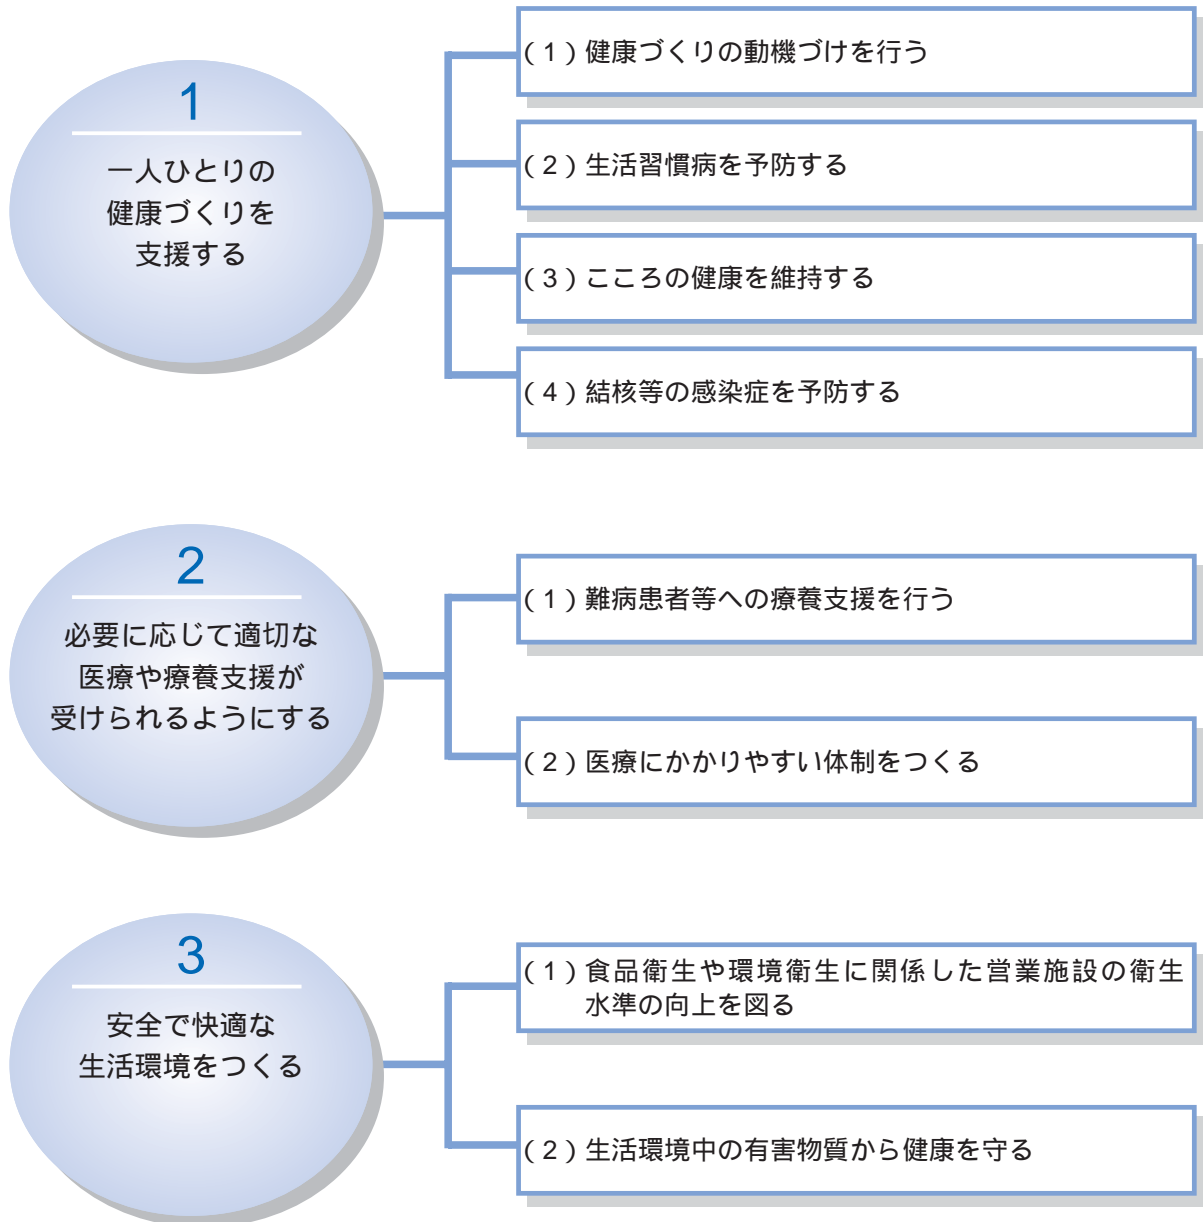 1
一人ひとりの
健康づくりを
支援する
(1)健康づくりの動機づけを行う
(2)生活習慣病を予防する
(3)こころの健康を維持する
(4)結核等の感染症を予防する
2
必要に応じて適切な
医療や療養支援が
受けられるようにする
(1)難病患者等への療養支援を行う
(2)医療にかかりやすい体制をつくる
3
安全で快適な
生活環境をつくる
(1)食品衛生や環境衛生に関係した営業施設の衛生
水準の向上を図る
(2)生活環境中の有害物質から健康を守る